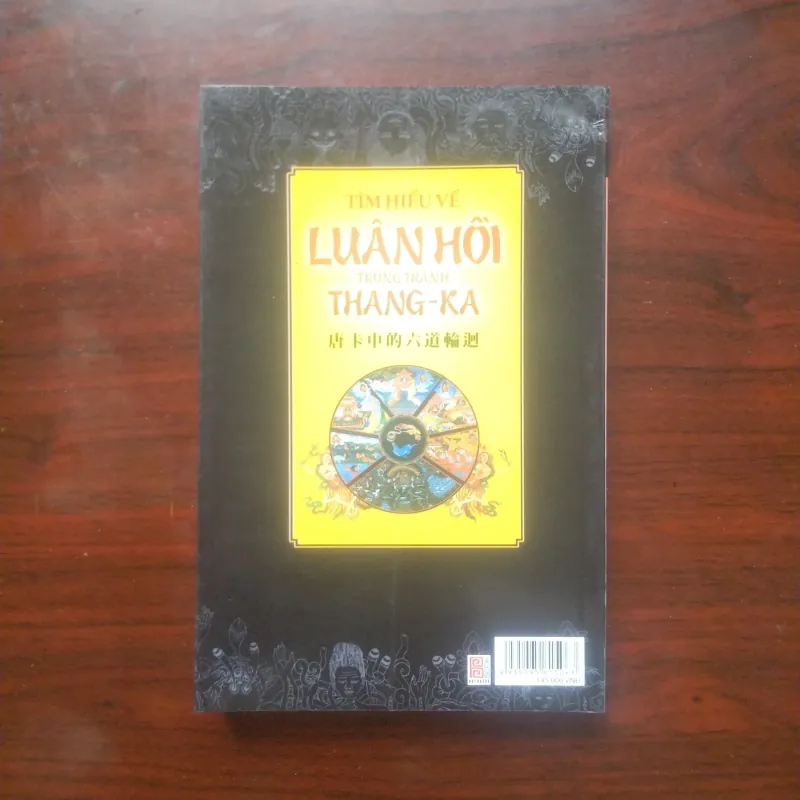 TÌM HIỂU VỀ
LUÂN HỒI
TRONG TRANH
THANG-KA
唐卡中的六道輪迴